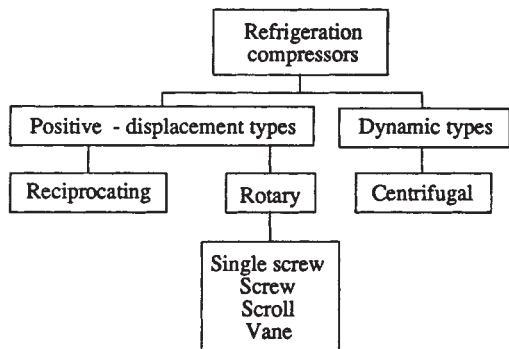 Refrigeration
compressors
Positive - displacement types
Dynamic types
Reciprocating
Rotary
Centrifugal
Single screw
Screw
Scroll
Vane